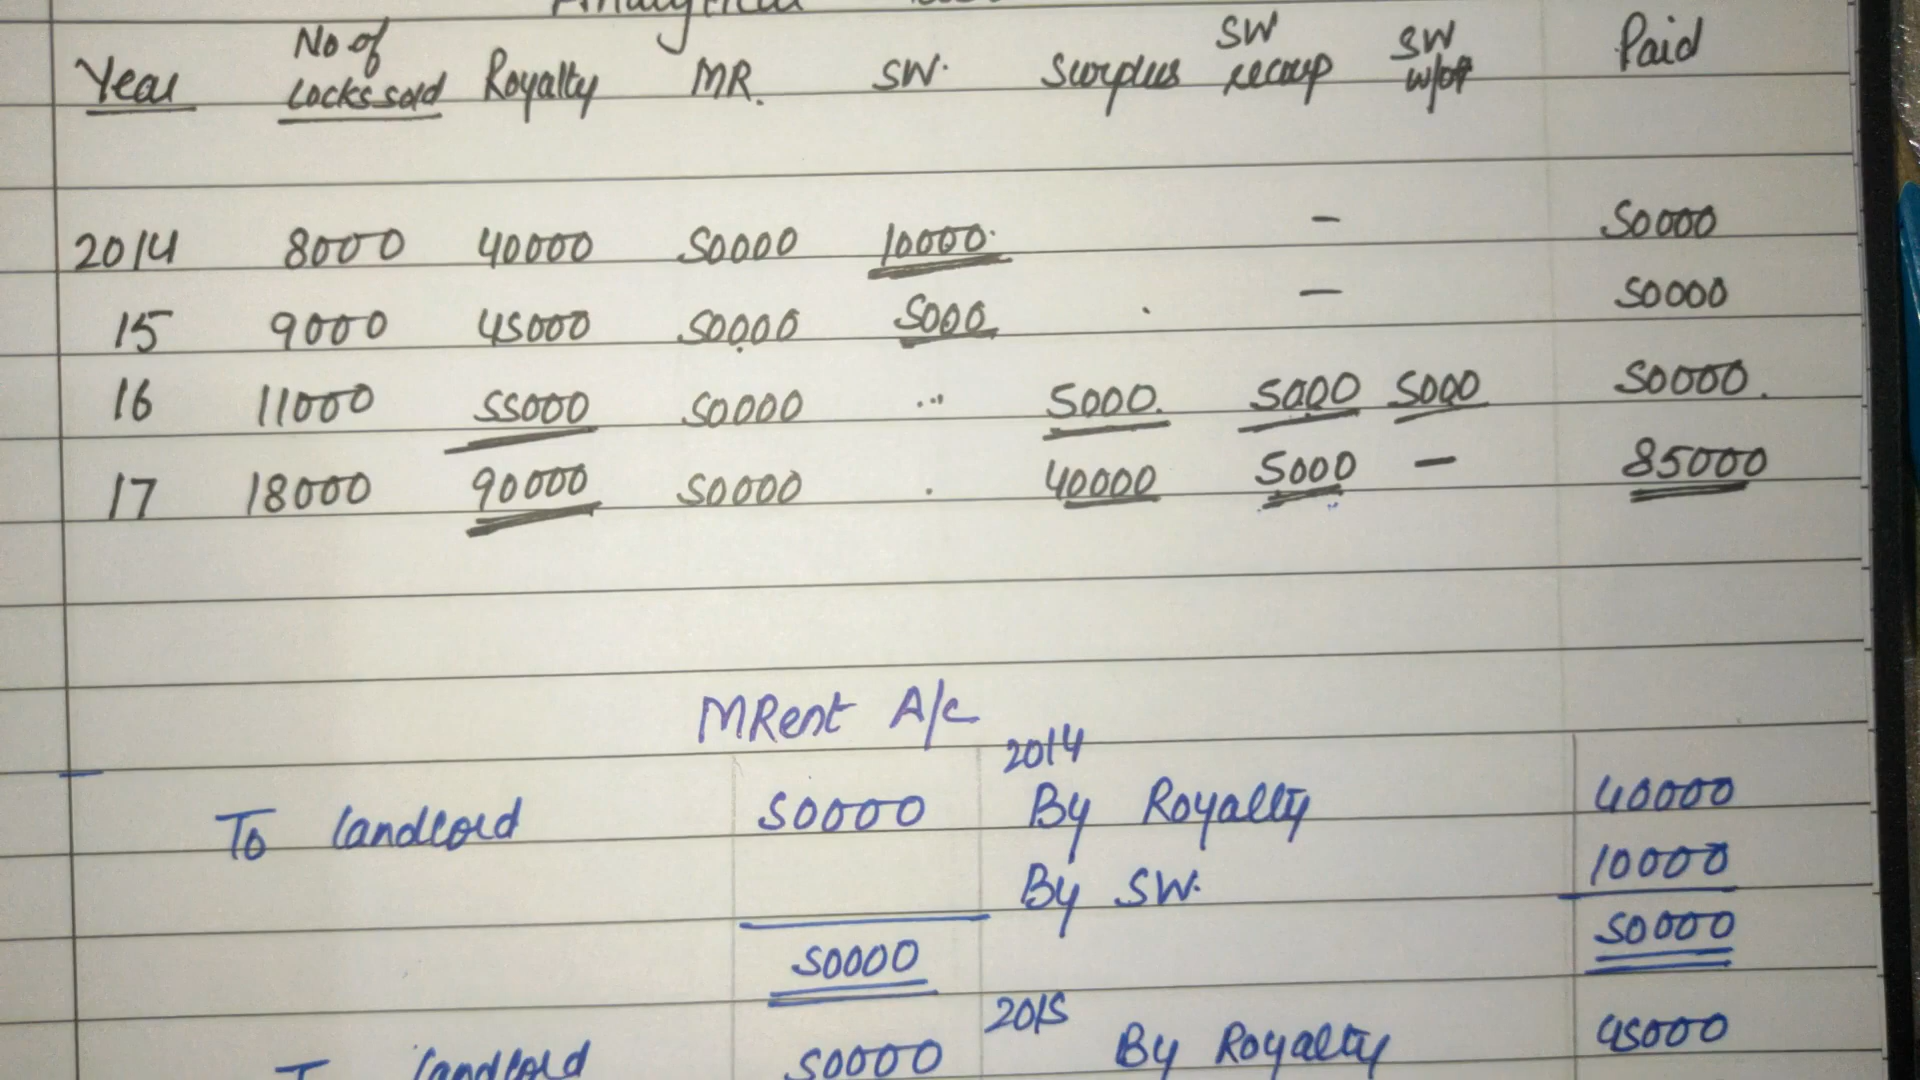 Analytical
Year No of Locks sold Royalty MR. SW. Surplus SW recoup SW w/off Paid
2014 8000 40000 50000 10000 – 50000
15 9000 45000 50000 5000 – 50000
16 11000 55000 50000 ... 5000 5000 5000 50000.
17 18000 90000 50000 . 40000 5000 – 85000
MRent A/c
2014
To landlord 50000 By Royalty 40000
By SW. 10000
50000 50000
2015
To landlord 50000 By Royalty 45000